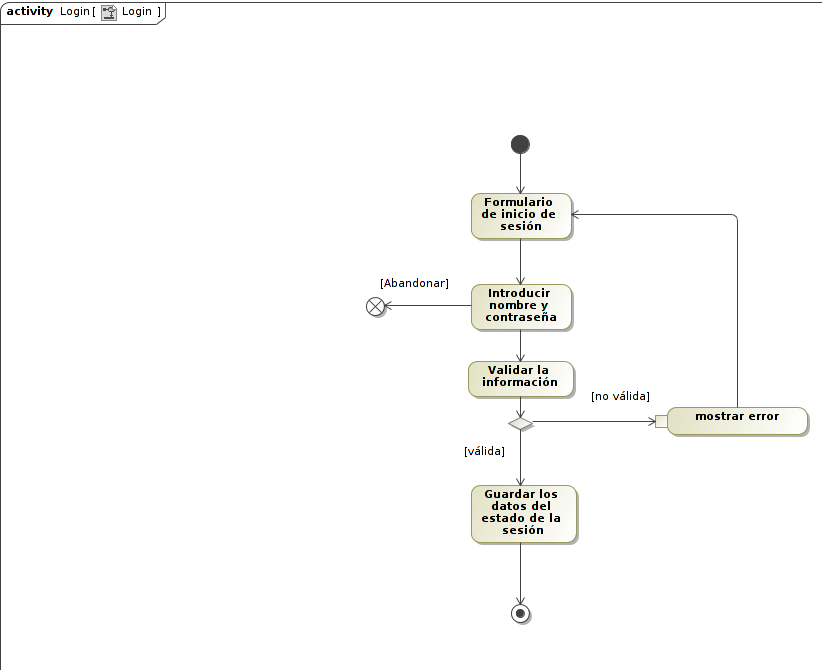 activity Login [ Login ]
Formulario
de inicio de
sesión
[Abandonar]
Introducir
nombre y
contraseña
Validar la
información
[no válida]
mostrar error
[válida]
Guardar los
datos del
estado de la
sesión